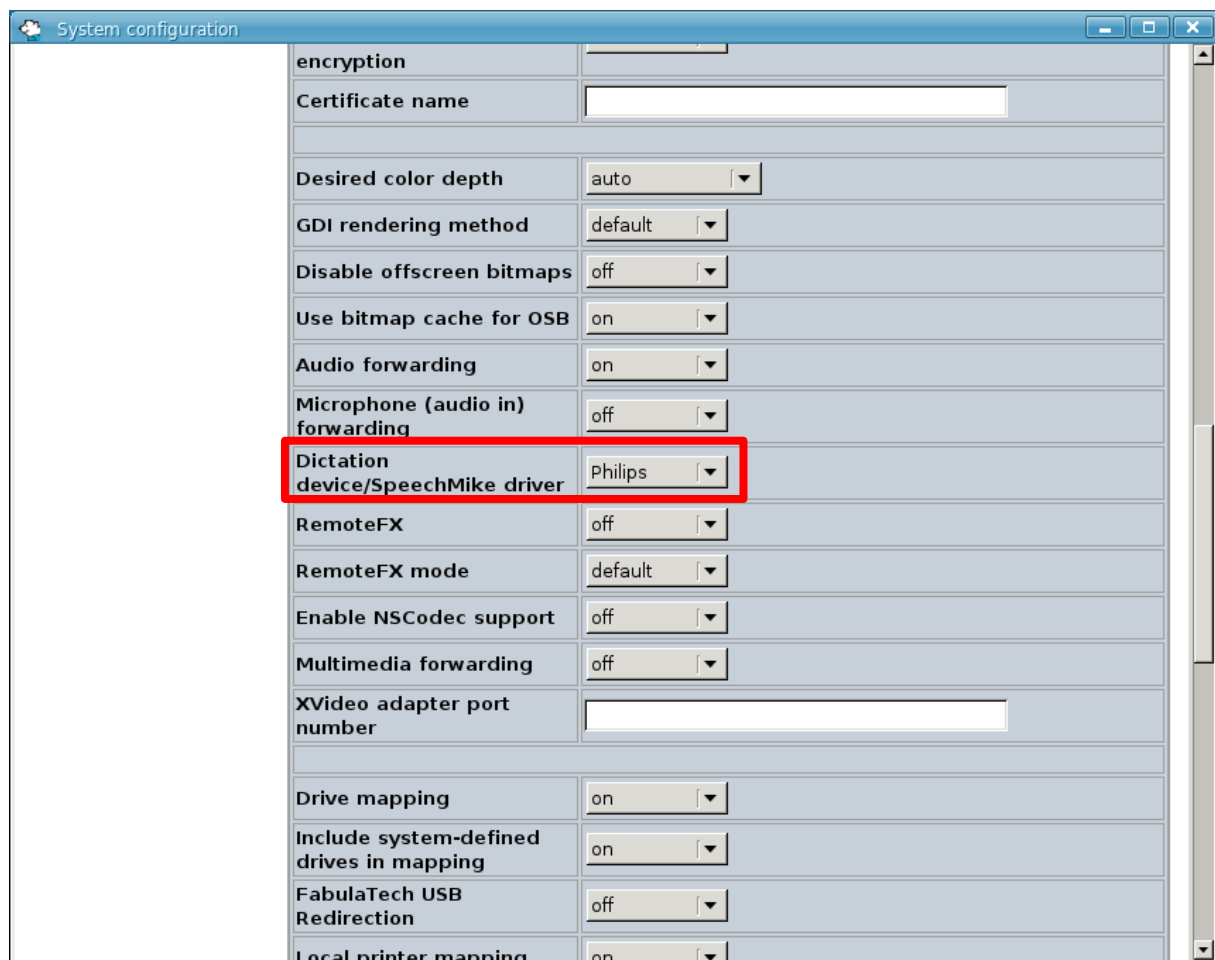 System configuration
encryption
Certificate name
Desired color depth auto
GDI rendering method default
Disable offscreen bitmaps off
Use bitmap cache for OSB on
Audio forwarding on
Microphone (audio in)
forwarding off
Dictation
device/SpeechMike driver Philips
RemoteFX off
RemoteFX mode default
Enable NSCodec support off
Multimedia forwarding off
XVideo adapter port
number
Drive mapping on
Include system-defined
drives in mapping on
FabulaTech USB
Redirection off
Local printer mapping on